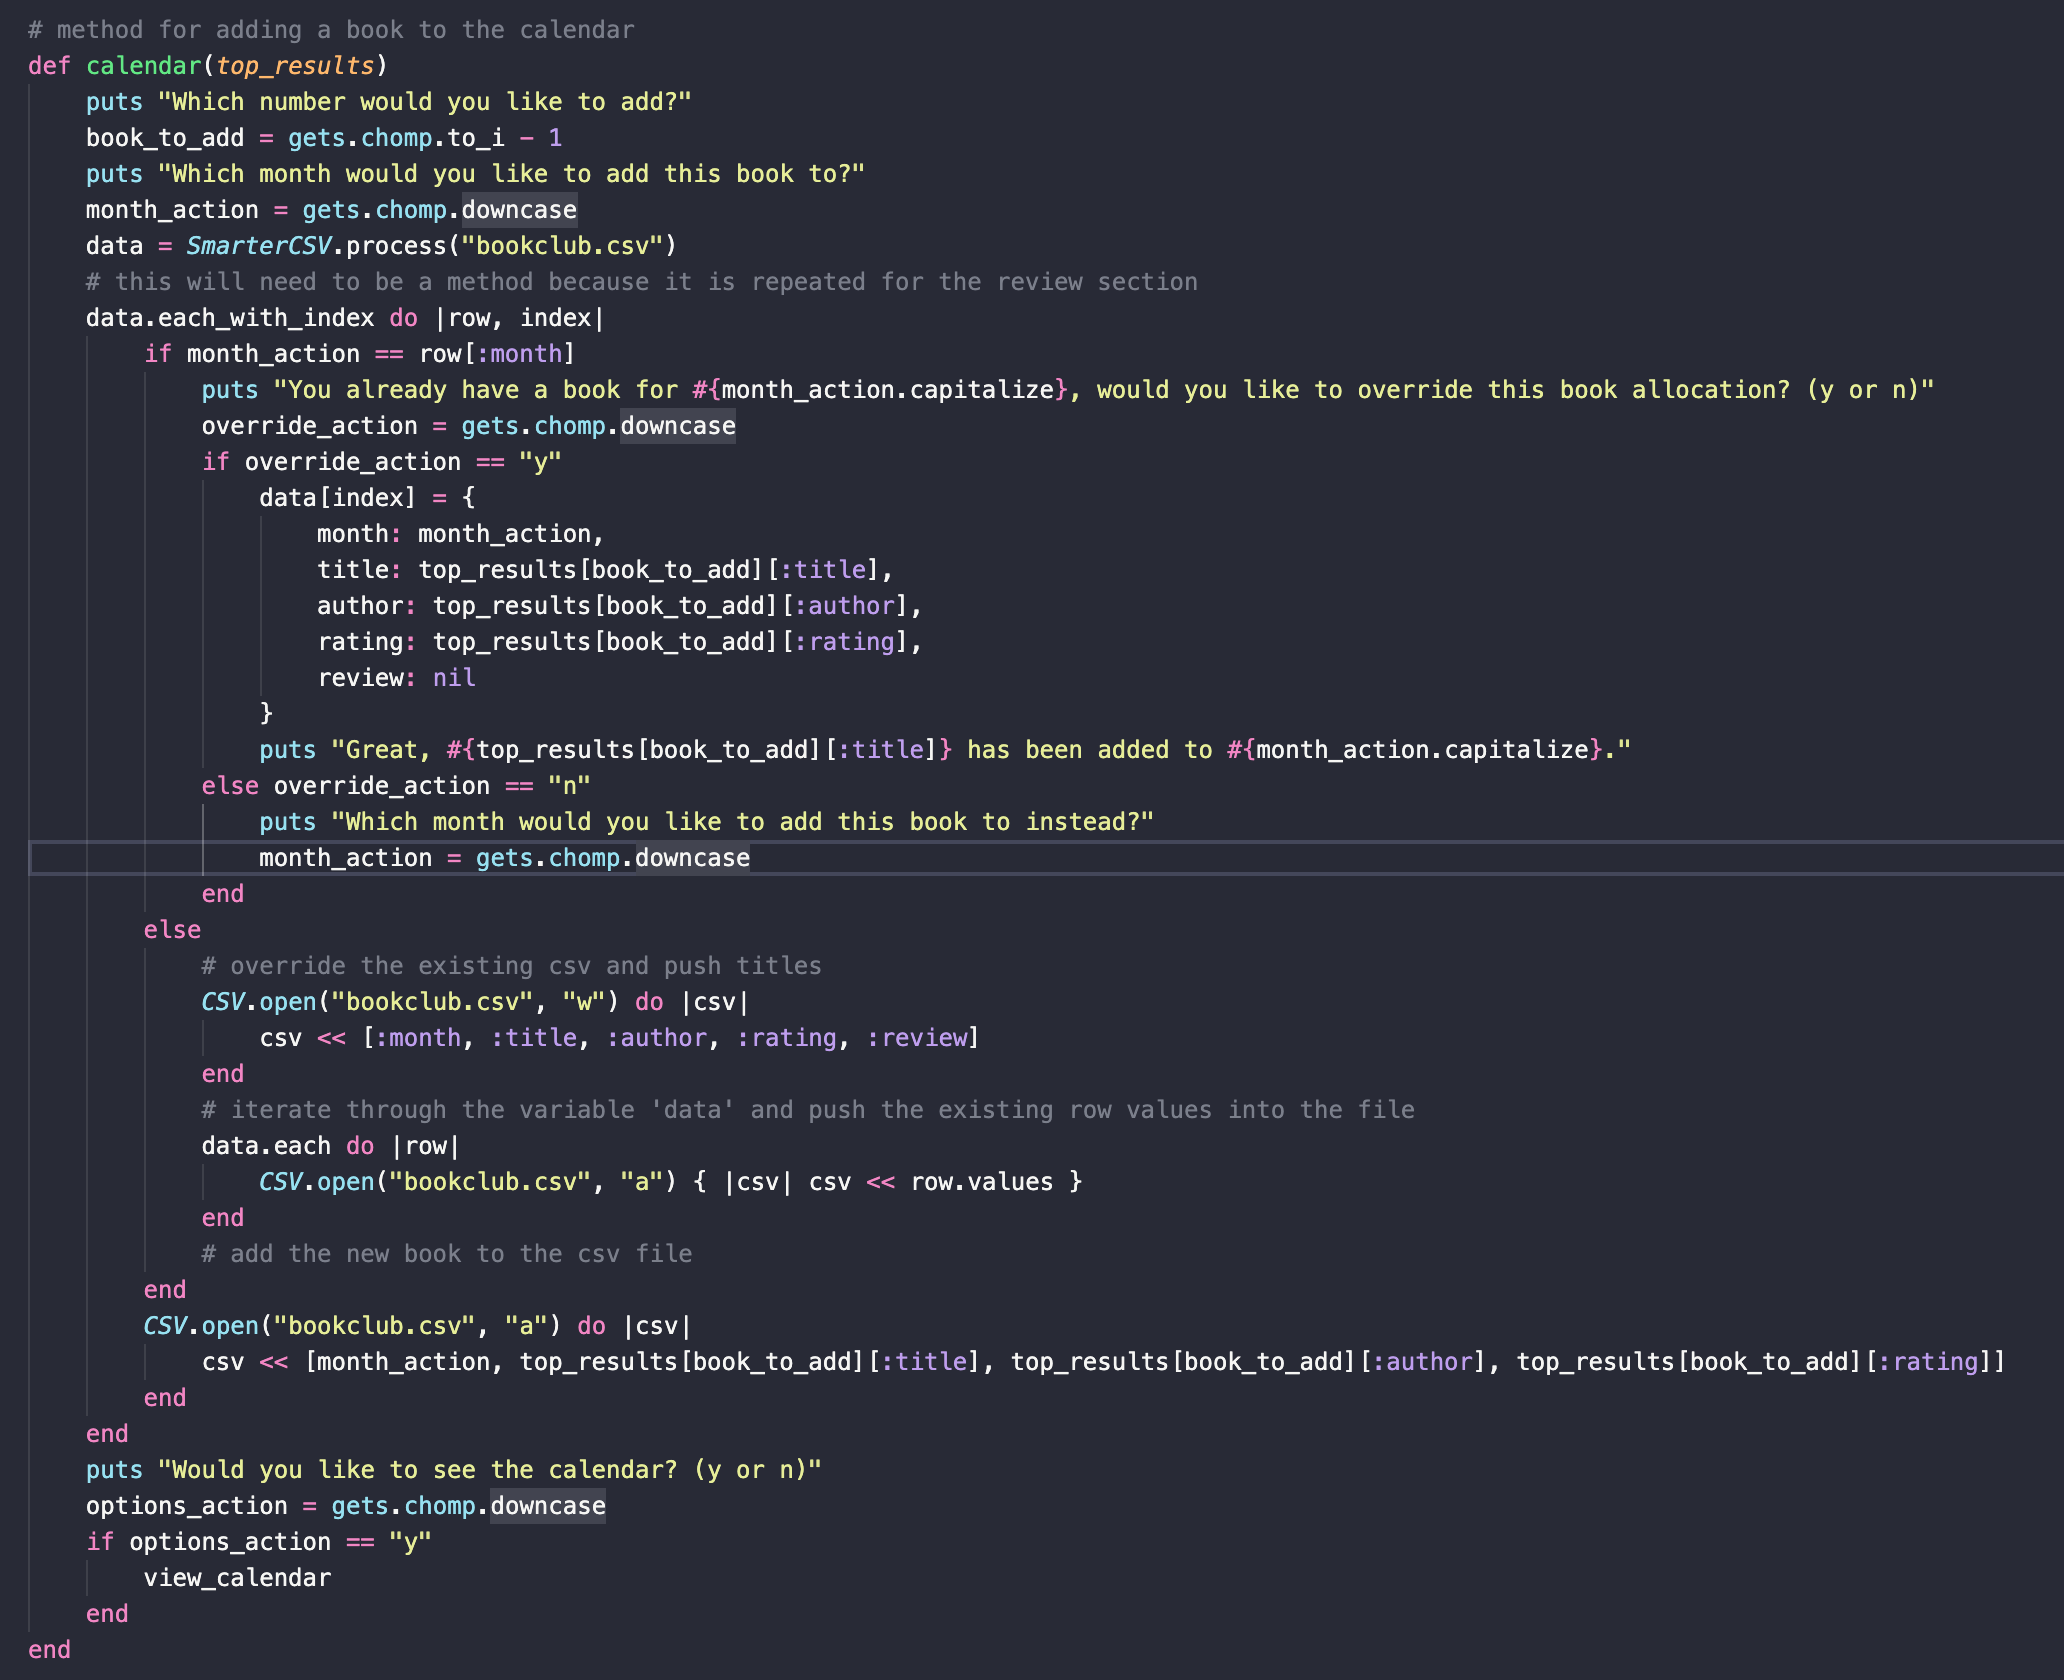 # method for adding a book to the calendar
def calendar(top_results)
    puts "Which number would you like to add?"
    book_to_add = gets.chomp.to_i - 1
    puts "Which month would you like to add this book to?"
    month_action = gets.chomp.downcase
    data = SmarterCSV.process("bookclub.csv")
    # this will need to be a method because it is repeated for the review section
    data.each_with_index do |row, index|
        if month_action == row[:month]
            puts "You already have a book for #{month_action.capitalize}, would you like to override this book allocation? (y or n)"
            override_action = gets.chomp.downcase
            if override_action == "y"
                data[index] = {
                    month: month_action,
                    title: top_results[book_to_add][:title],
                    author: top_results[book_to_add][:author],
                    rating: top_results[book_to_add][:rating],
                    review: nil
                }
                puts "Great, #{top_results[book_to_add][:title]} has been added to #{month_action.capitalize}."
            else override_action == "n"
                puts "Which month would you like to add this book to instead?"
                month_action = gets.chomp.downcase
            end
        else
            # override the existing csv and push titles
            CSV.open("bookclub.csv", "w") do |csv|
                csv << [:month, :title, :author, :rating, :review]
            end
            # iterate through the variable 'data' and push the existing row values into the file
            data.each do |row|
                CSV.open("bookclub.csv", "a") { |csv| csv << row.values }
            end
            # add the new book to the csv file
        end
        CSV.open("bookclub.csv", "a") do |csv|
            csv << [month_action, top_results[book_to_add][:title], top_results[book_to_add][:author], top_results[book_to_add][:rating]]
        end
    end
    puts "Would you like to see the calendar? (y or n)"
    options_action = gets.chomp.downcase
    if options_action == "y"
        view_calendar
    end
end